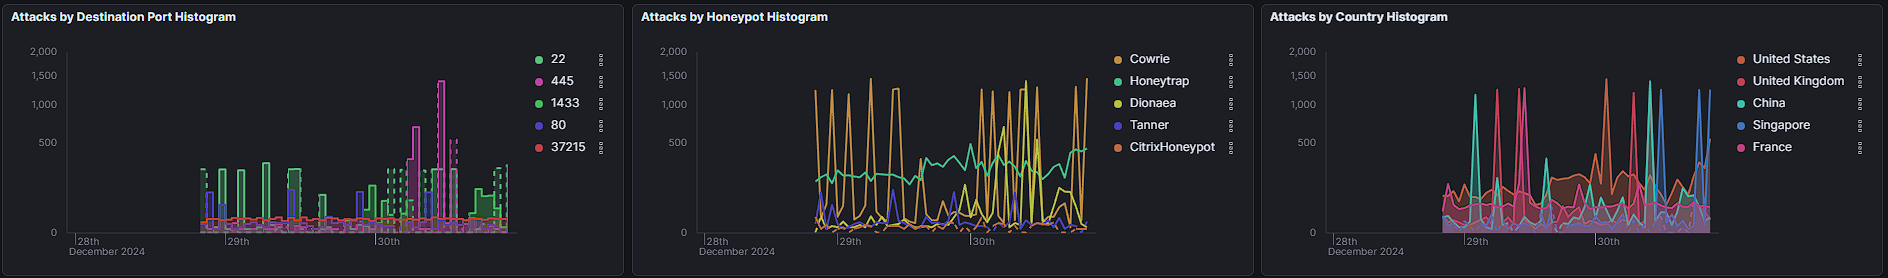 Attacks by Destination Port Histogram
2,000
1,500
1,000
500
0
28th
December 2024
29th
30th
22
445
1433
80
37215
Attacks by Honeypot Histogram
2,000
1,500
1,000
500
0
28th
December 2024
29th
30th
Cowrie
Honeytrap
Dionaea
Tanner
CitrixHoneypot
Attacks by Country Histogram
2,000
1,500
1,000
500
0
28th
December 2024
29th
30th
United States
United Kingdom
China
Singapore
France